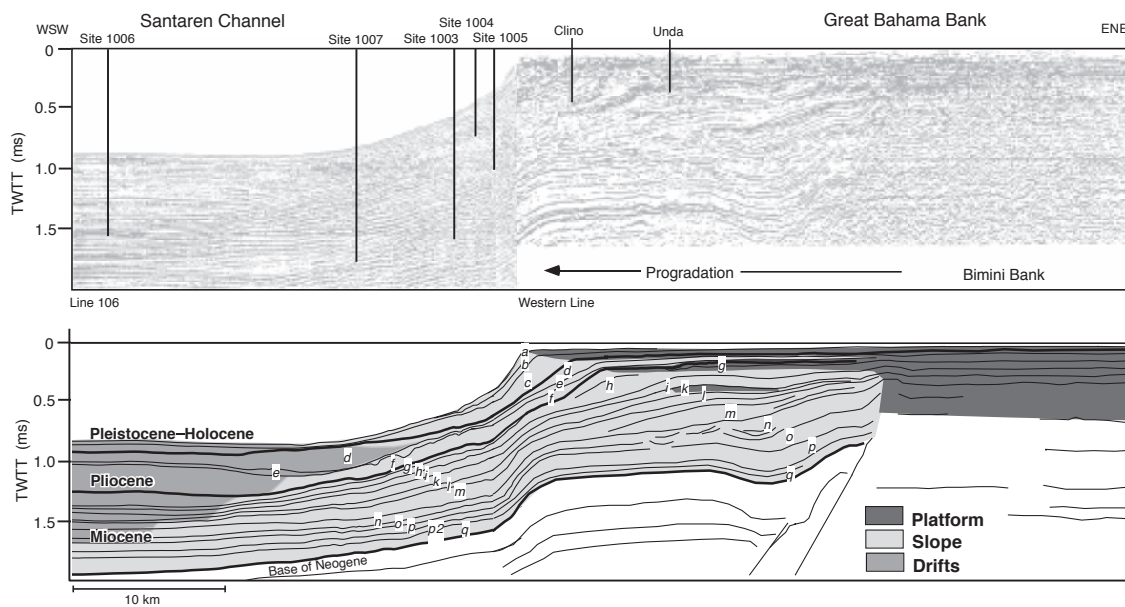 Santaren Channel
Great Bahama Bank
WSW
Site 1006
Site 1007
Site 1003
Site 1004
Site 1005
Clino
Unda
ENE
0
0.5
1.0
1.5
TWTT (ms)
Progradation
Bimini Bank
Line 106
Western Line
0
0.5
1.0
1.5
TWTT (ms)
a
b
c
d
e
f
g
h
i
k
l
m
n
o
p
q
Pleistocene–Holocene
d
e
f
g
h
i
k
l
m
Pliocene
n
o
p
p2
q
Miocene
Base of Neogene
Platform
Slope
Drifts
10 km